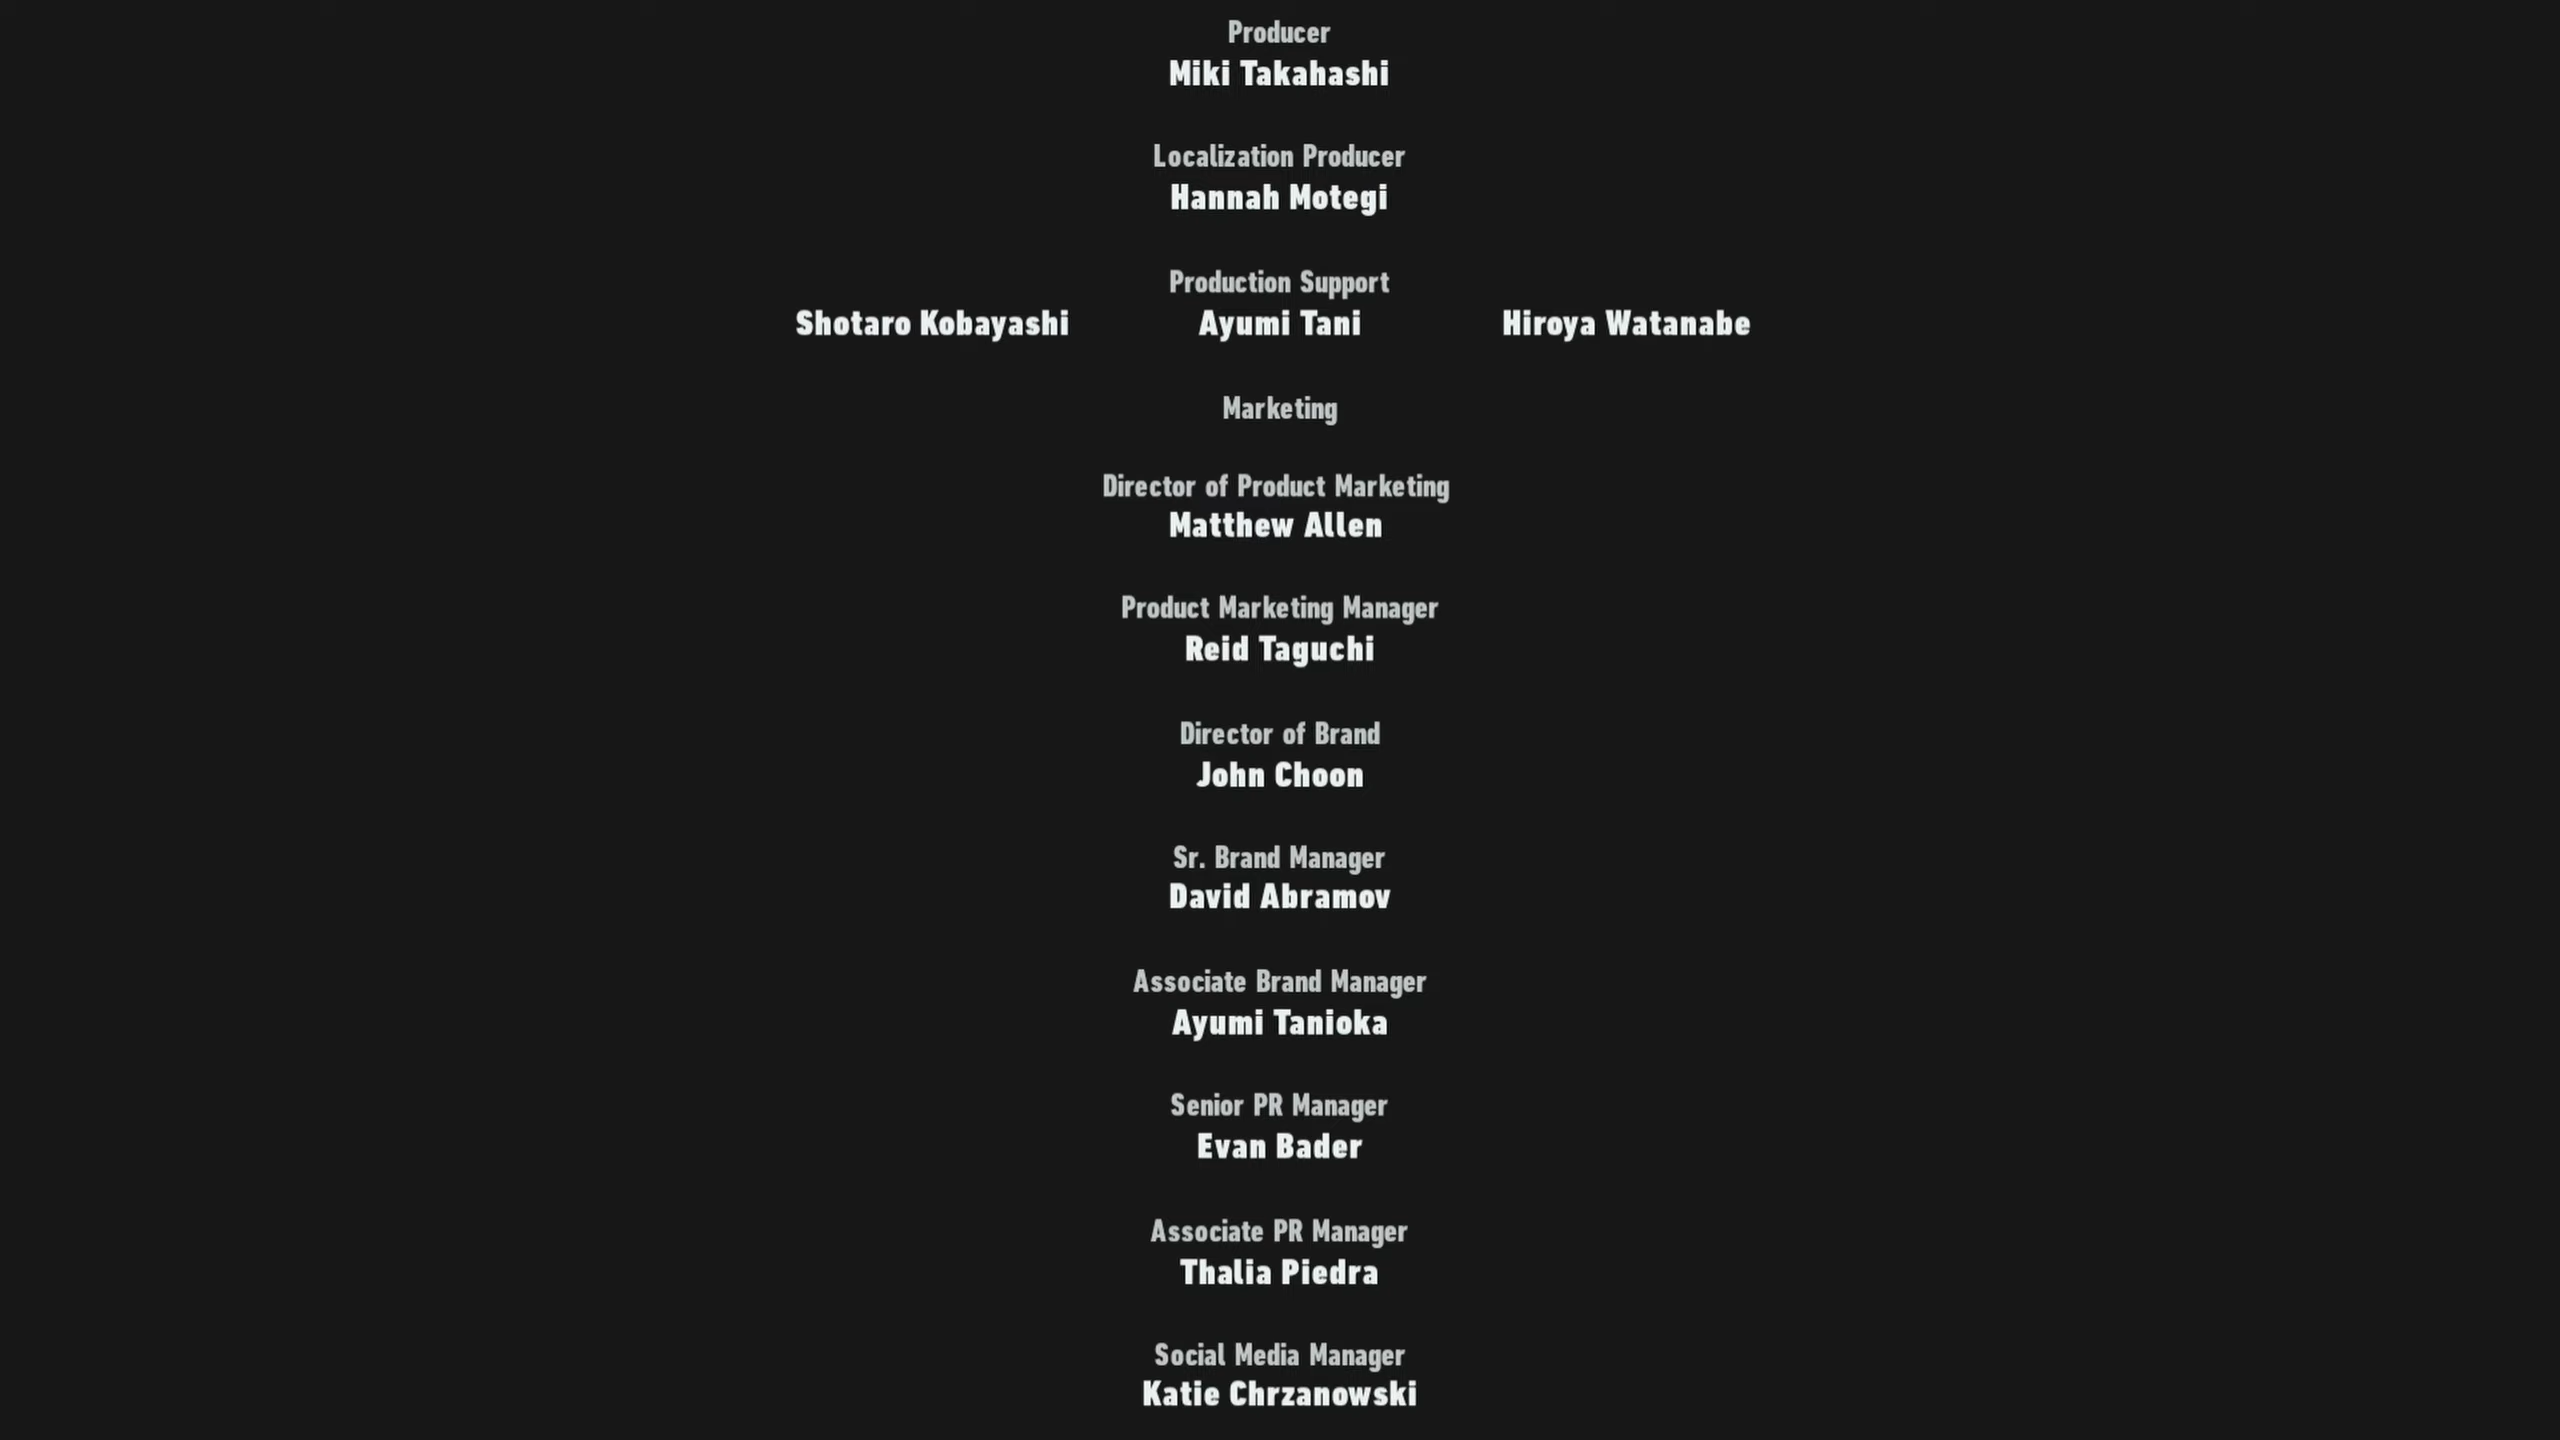 Producer
Miki Takahashi
Localization Producer
Hannah Motegi
Production Support
Shotaro Kobayashi Ayumi Tani Hiroya Watanabe
Marketing
Director of Product Marketing
Matthew Allen
Product Marketing Manager
Reid Taguchi
Director of Brand
John Choon
Sr. Brand Manager
David Abramov
Associate Brand Manager
Ayumi Tanioka
Senior PR Manager
Evan Bader
Associate PR Manager
Thalia Piedra
Social Media Manager
Katie Chrzanowski